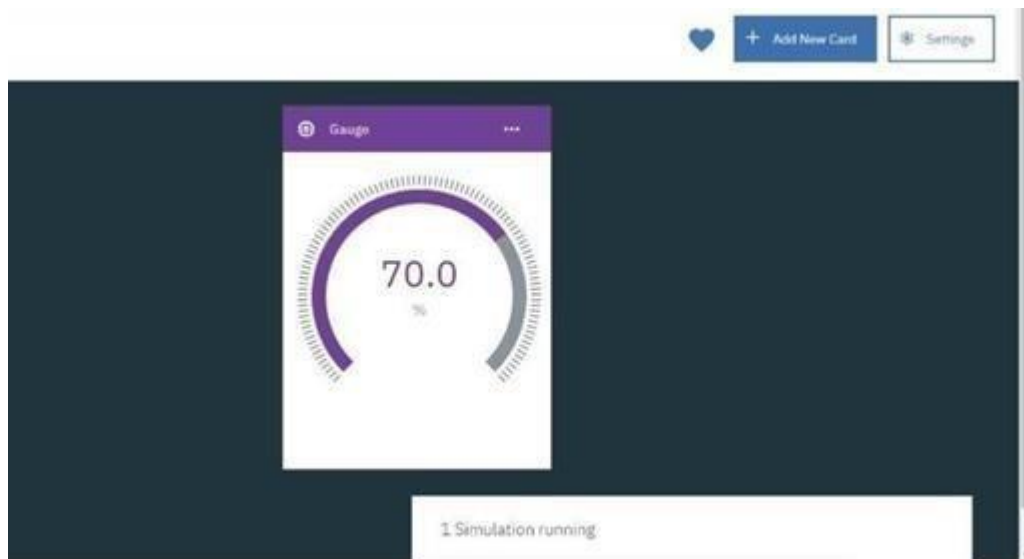 + Add New Card
Settings
Gauge
70.0
%
1 Simulation running